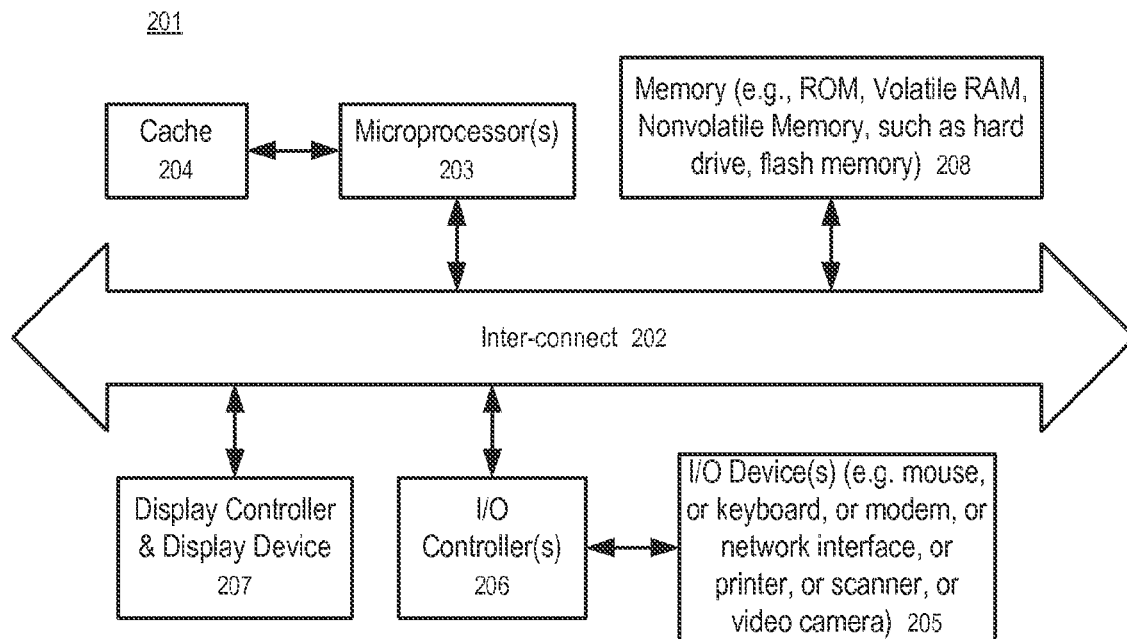 201
Cache
204
Microprocessor(s)
203
Memory (e.g., ROM, Volatile RAM,
Nonvolatile Memory, such as hard
drive, flash memory) 208
Inter-connect 202
Display Controller
& Display Device
207
I/O
Controller(s)
206
I/O Device(s) (e.g. mouse,
or keyboard, or modem, or
network interface, or
printer, or scanner, or
video camera) 205